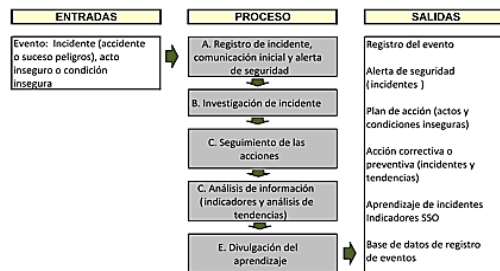 ENTRADAS
Evento: Incidente (accidente
o suceso peligros), acto
inseguro o condición
insegura
PROCESO
A. Registro de incidente,
comunicación inicial y alerta
de seguridad
B. Investigación de incidente
C. Seguimiento de las
acciones
C. Análisis de información
(indicadores y análisis de
tendencias)
E. Divulgación del
aprendizaje
SALIDAS
Registro del evento
Alerta de seguridad
(incidentes )
Plan de acción (actos y
condiciones inseguras)
Acción correctiva o
preventiva (incidentes y
tendencias)
Aprendizaje de incidentes
Indicadores SSO
Base de datos de registro
de eventos